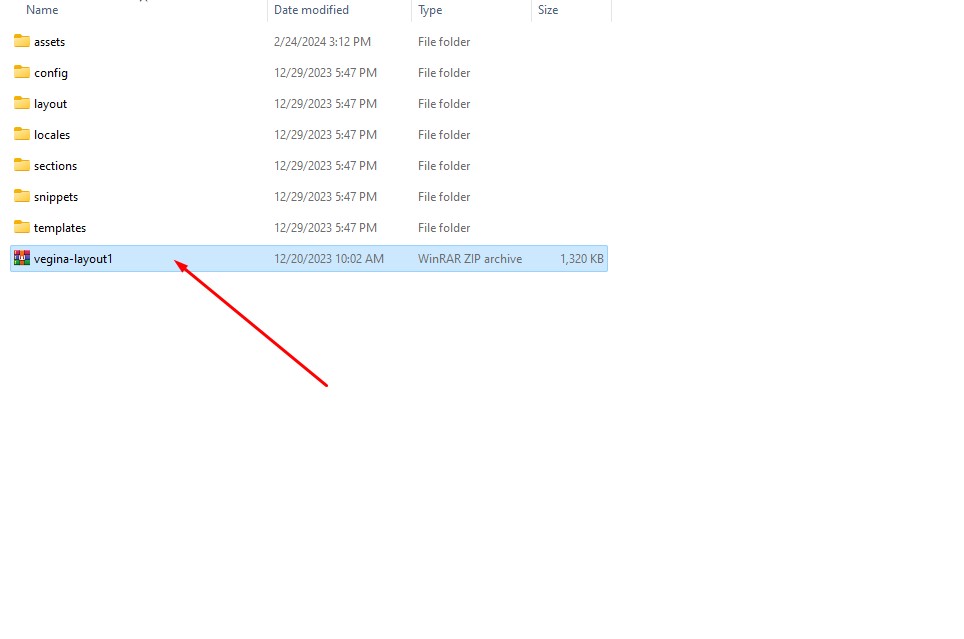 Name Date modified Type Size
assets 2/24/2024 3:12 PM File folder
config 12/29/2023 5:47 PM File folder
layout 12/29/2023 5:47 PM File folder
locales 12/29/2023 5:47 PM File folder
sections 12/29/2023 5:47 PM File folder
snippets 12/29/2023 5:47 PM File folder
templates 12/29/2023 5:47 PM File folder
vegina-layout1 12/20/2023 10:02 AM WinRAR ZIP archive 1,320 KB